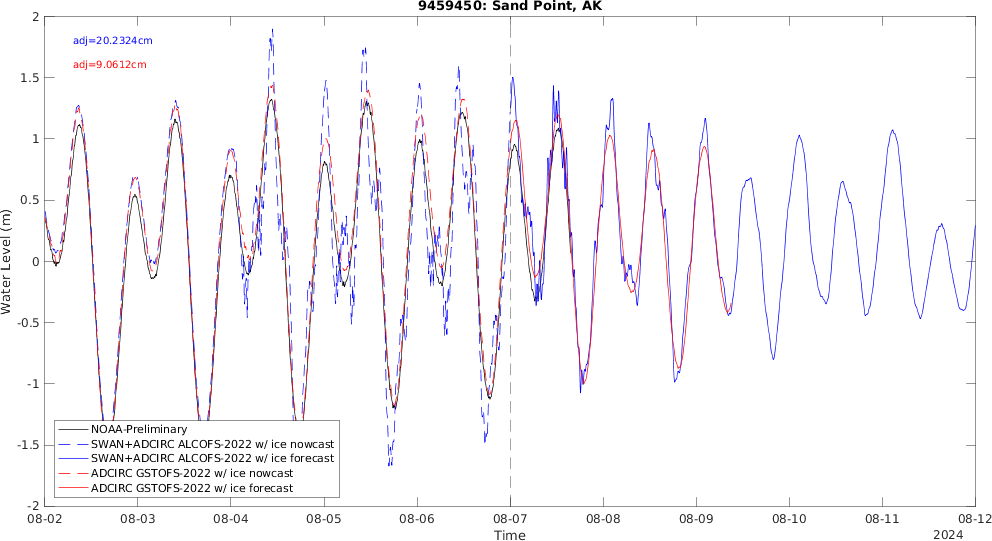 9459450: Sand Point, AK
adj=20.2324cm
adj=9.0612cm
Water Level (m)
2
1.5
1
0.5
0
-0.5
-1
-1.5
-2
NOAA-Preliminary
SWAN+ADCIRC ALCOFS-2022 w/ ice nowcast
SWAN+ADCIRC ALCOFS-2022 w/ ice forecast
ADCIRC GSTOFS-2022 w/ ice nowcast
ADCIRC GSTOFS-2022 w/ ice forecast
08-02 08-03 08-04 08-05 08-06 08-07 08-08 08-09 08-10 08-11 08-12
Time
2024